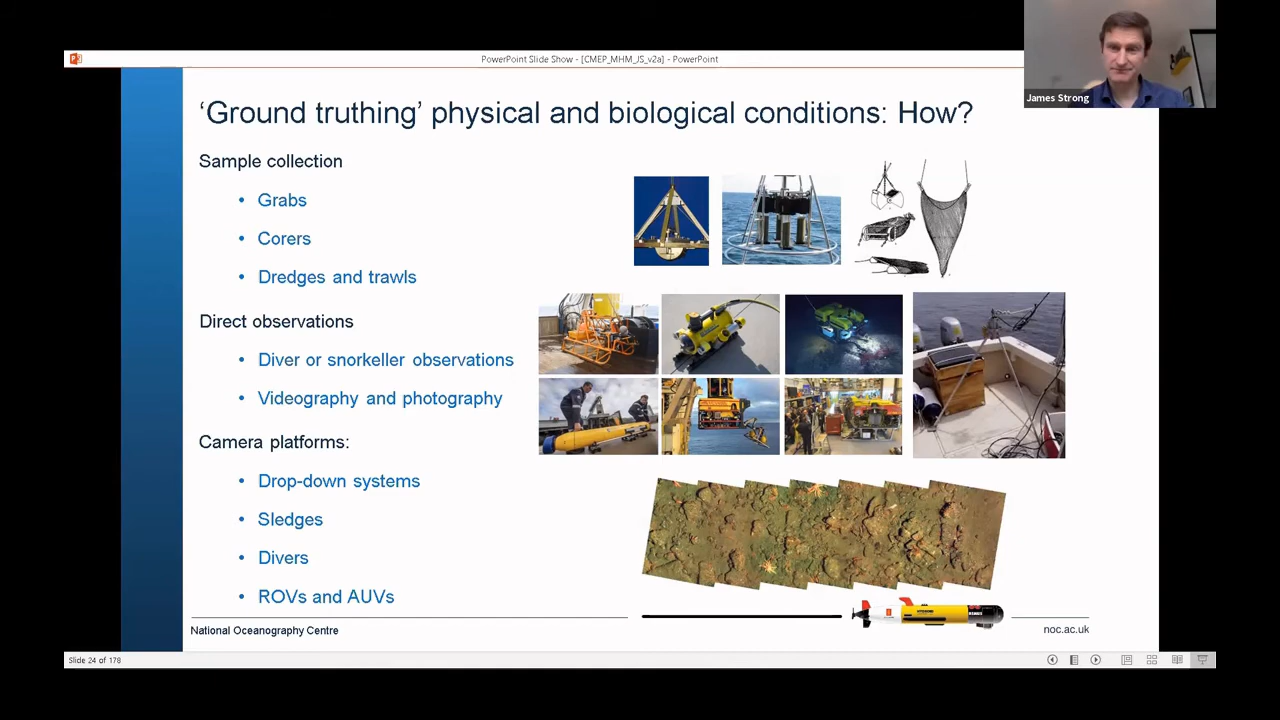 PowerPoint Slide Show - [CMEP_MHM_JS_v2a] - PowerPoint
James Strong
‘Ground truthing’ physical and biological conditions: How?
Sample collection
• Grabs
• Corers
• Dredges and trawls
Direct observations
• Diver or snorkeller observations
• Videography and photography
Camera platforms:
• Drop-down systems
• Sledges
• Divers
• ROVs and AUVs
National Oceanography Centre
noc.ac.uk
Slide 24 of 178